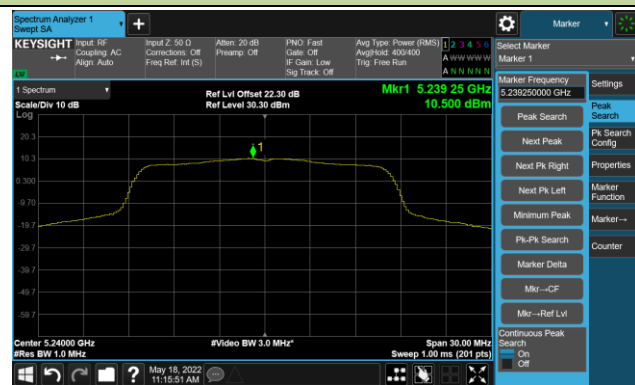 Spectrum Analyzer 1
Swept SA
+
Marker
KEYSIGHT
Input: RF
Coupling: AC
Align: Auto
Input Z: 50 Ω
Corrections: Off
Freq Ref: Int (S)
Atten: 20 dB
Preamp: Off
PNO: Fast
Gate: Off
IF Gain: Low
Sig Track: Off
Avg Type: Power (RMS)
Avg|Hold: 400/400
Trig: Free Run
1 2 3 4 5 6
A W W W W W
A N N N N N
LW
Select Marker
Marker 1
1 Spectrum
Scale/Div 10 dB
Log
Ref Lvl Offset 22.30 dB
Ref Level 30.30 dBm
Mkr1 5.239 25 GHz
10.500 dBm
1
20.3
10.3
0.300
-9.70
-19.7
-29.7
-39.7
-49.7
-59.7
Center 5.24000 GHz
#Res BW 1.0 MHz
#Video BW 3.0 MHz*
Span 30.00 MHz
Sweep 1.00 ms (201 pts)
Marker Frequency
5.239250000 GHz
Peak Search
Next Peak
Next Pk Right
Next Pk Left
Minimum Peak
Pk-Pk Search
Marker Delta
Mkr→CF
Mkr→Ref Lvl
Continuous Peak
Search
On
Off
Settings
Peak
Search
Pk Search
Config
Properties
Marker
Function
Marker→
Counter
?
May 18, 2022
11:15:51 AM